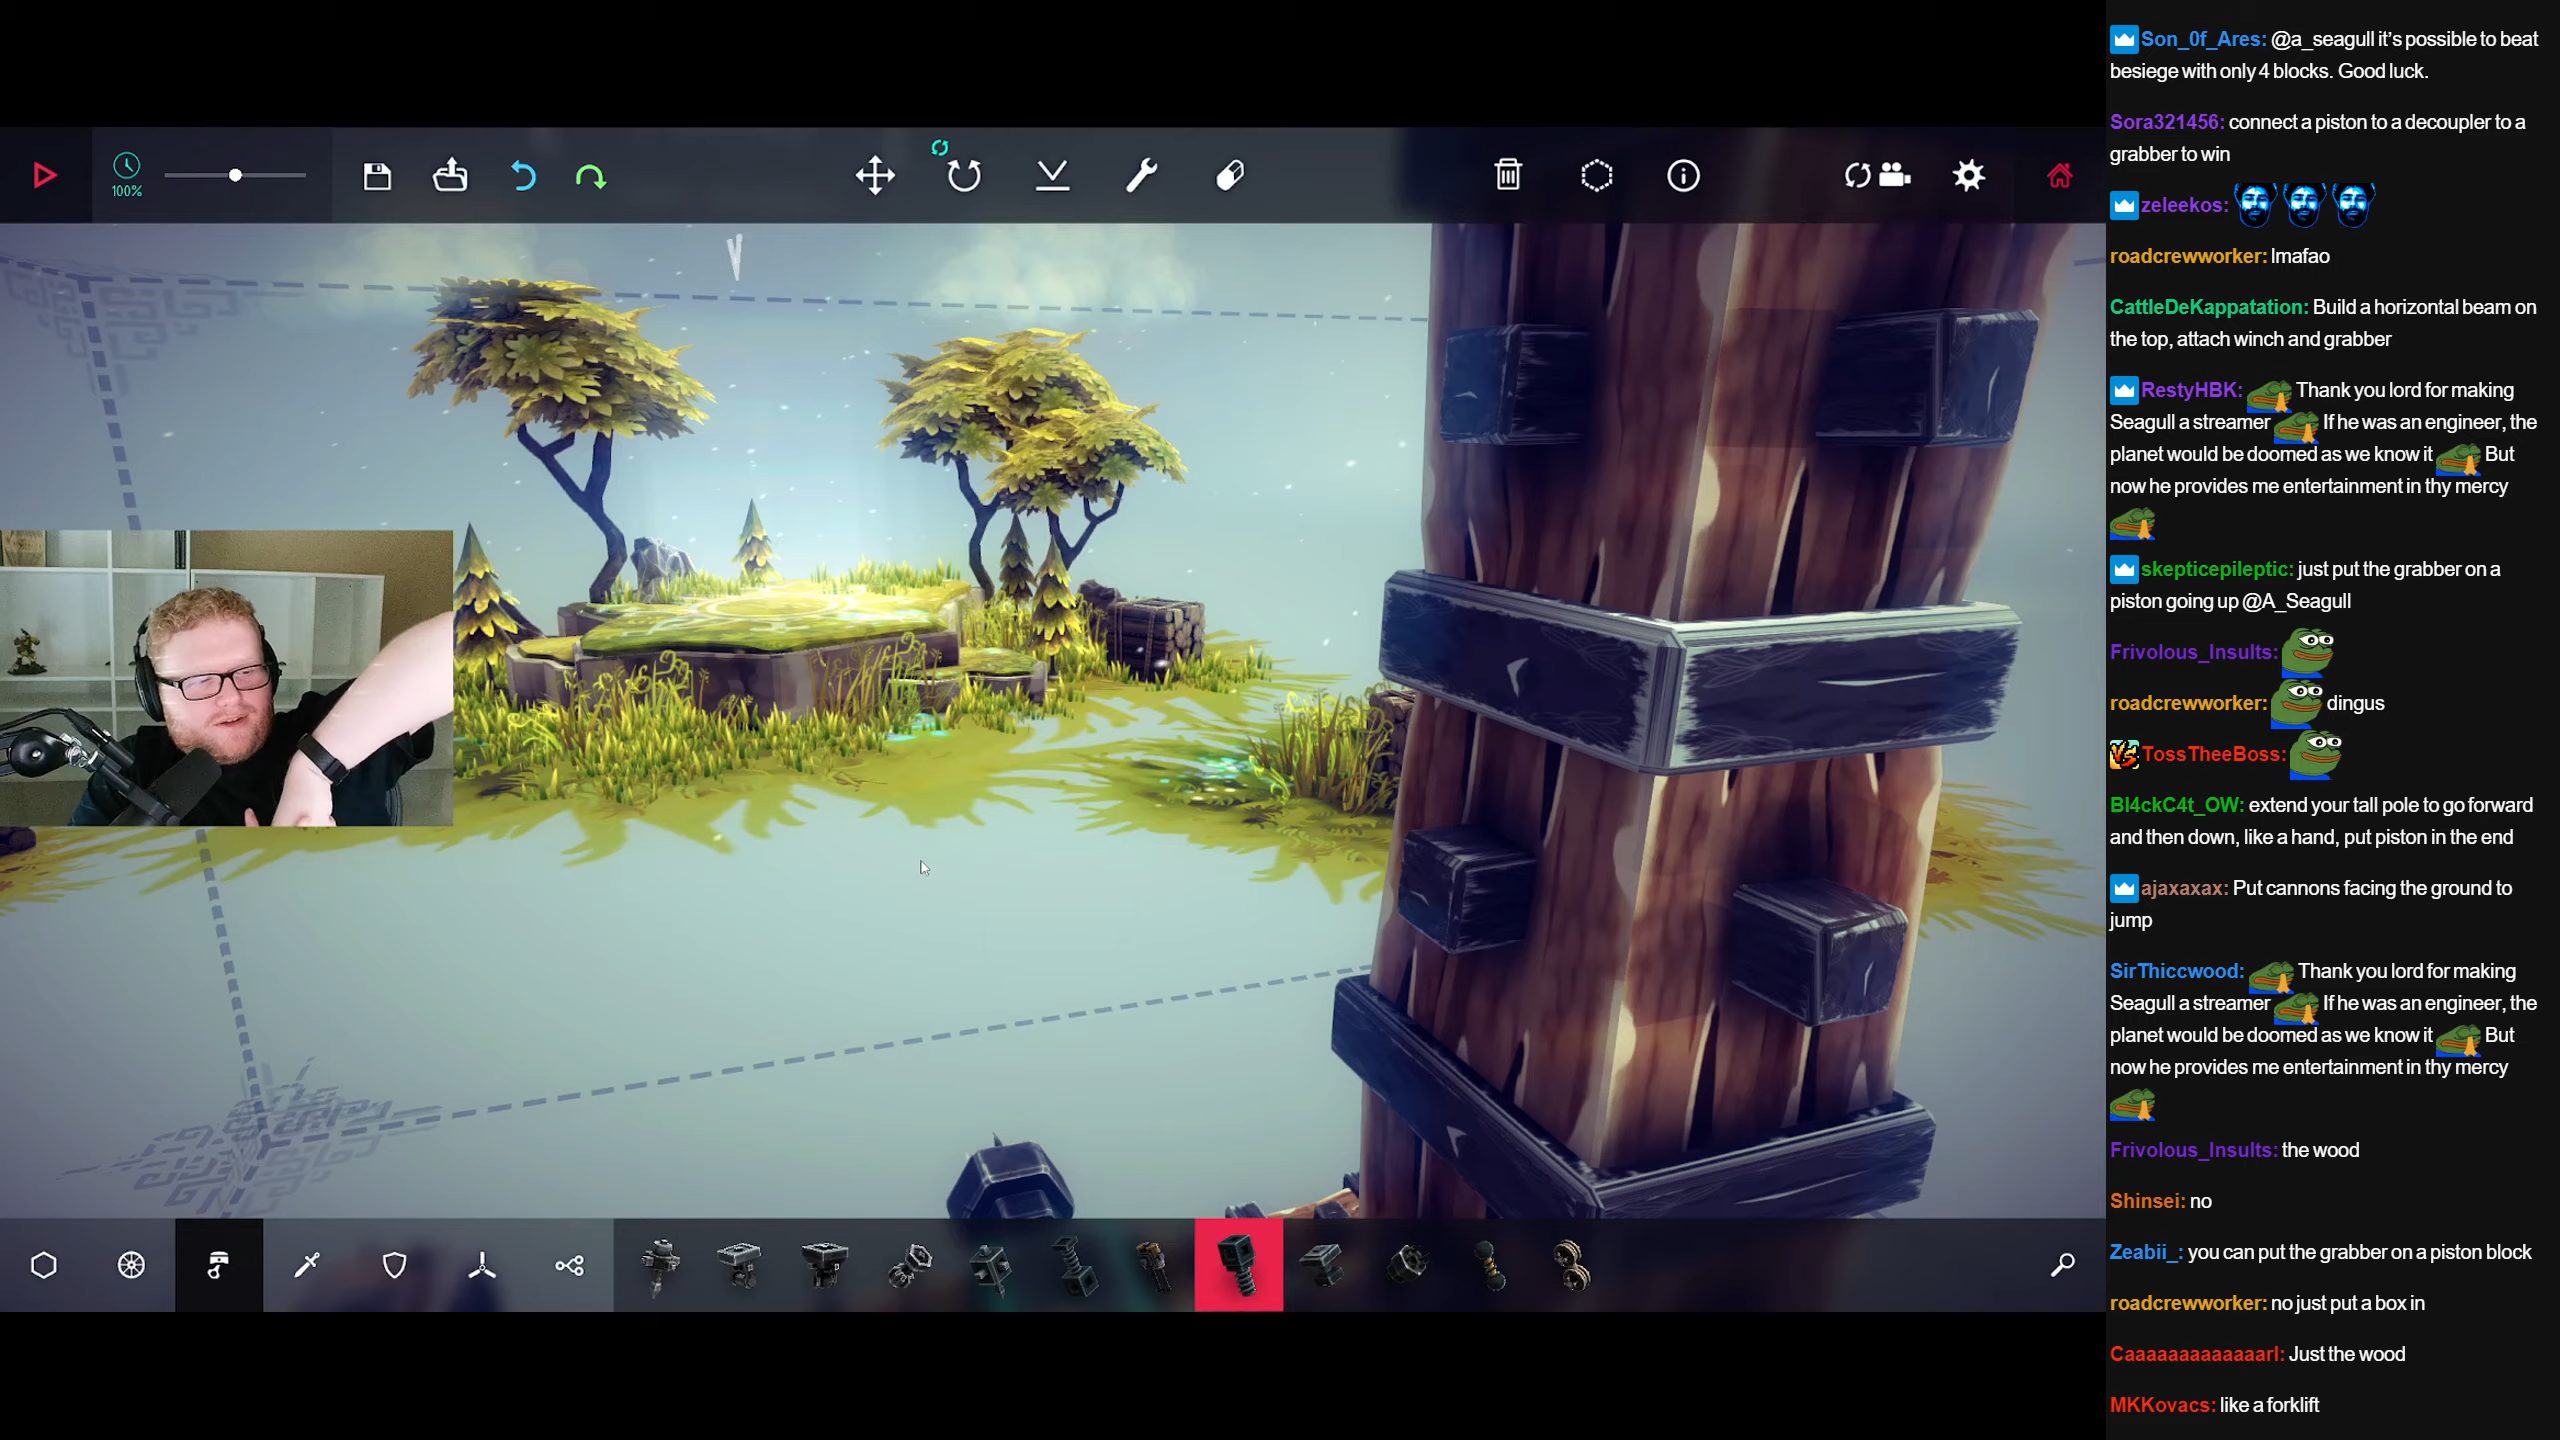 100%
Son_0f_Ares: @a_seagull it's possible to beat
besiege with only 4 blocks. Good luck.
Sora321456: connect a piston to a decoupler to a
grabber to win
zeleekos:
roadcrewworker: lmafao
CattleDeKappatation: Build a horizontal beam on
the top, attach winch and grabber
RestyHBK: Thank you lord for making
Seagull a streamer If he was an engineer, the
planet would be doomed as we know it But
now he provides me entertainment in thy mercy
skepticepileptic: just put the grabber on a
piston going up @A_Seagull
Frivolous_Insults:
roadcrewworker: dingus
TossTheeBoss:
Bl4ckC4t_OW: extend your tall pole to go forward
and then down, like a hand, put piston in the end
ajaxaxax: Put cannons facing the ground to
jump
SirThiccwood: Thank you lord for making
Seagull a streamer If he was an engineer, the
planet would be doomed as we know it But
now he provides me entertainment in thy mercy
Frivolous_Insults: the wood
Shinsei: no
Zeabii_: you can put the grabber on a piston block
roadcrewworker: no just put a box in
Caaaaaaaaaaaaarl: Just the wood
MKKovacs: like a forklift